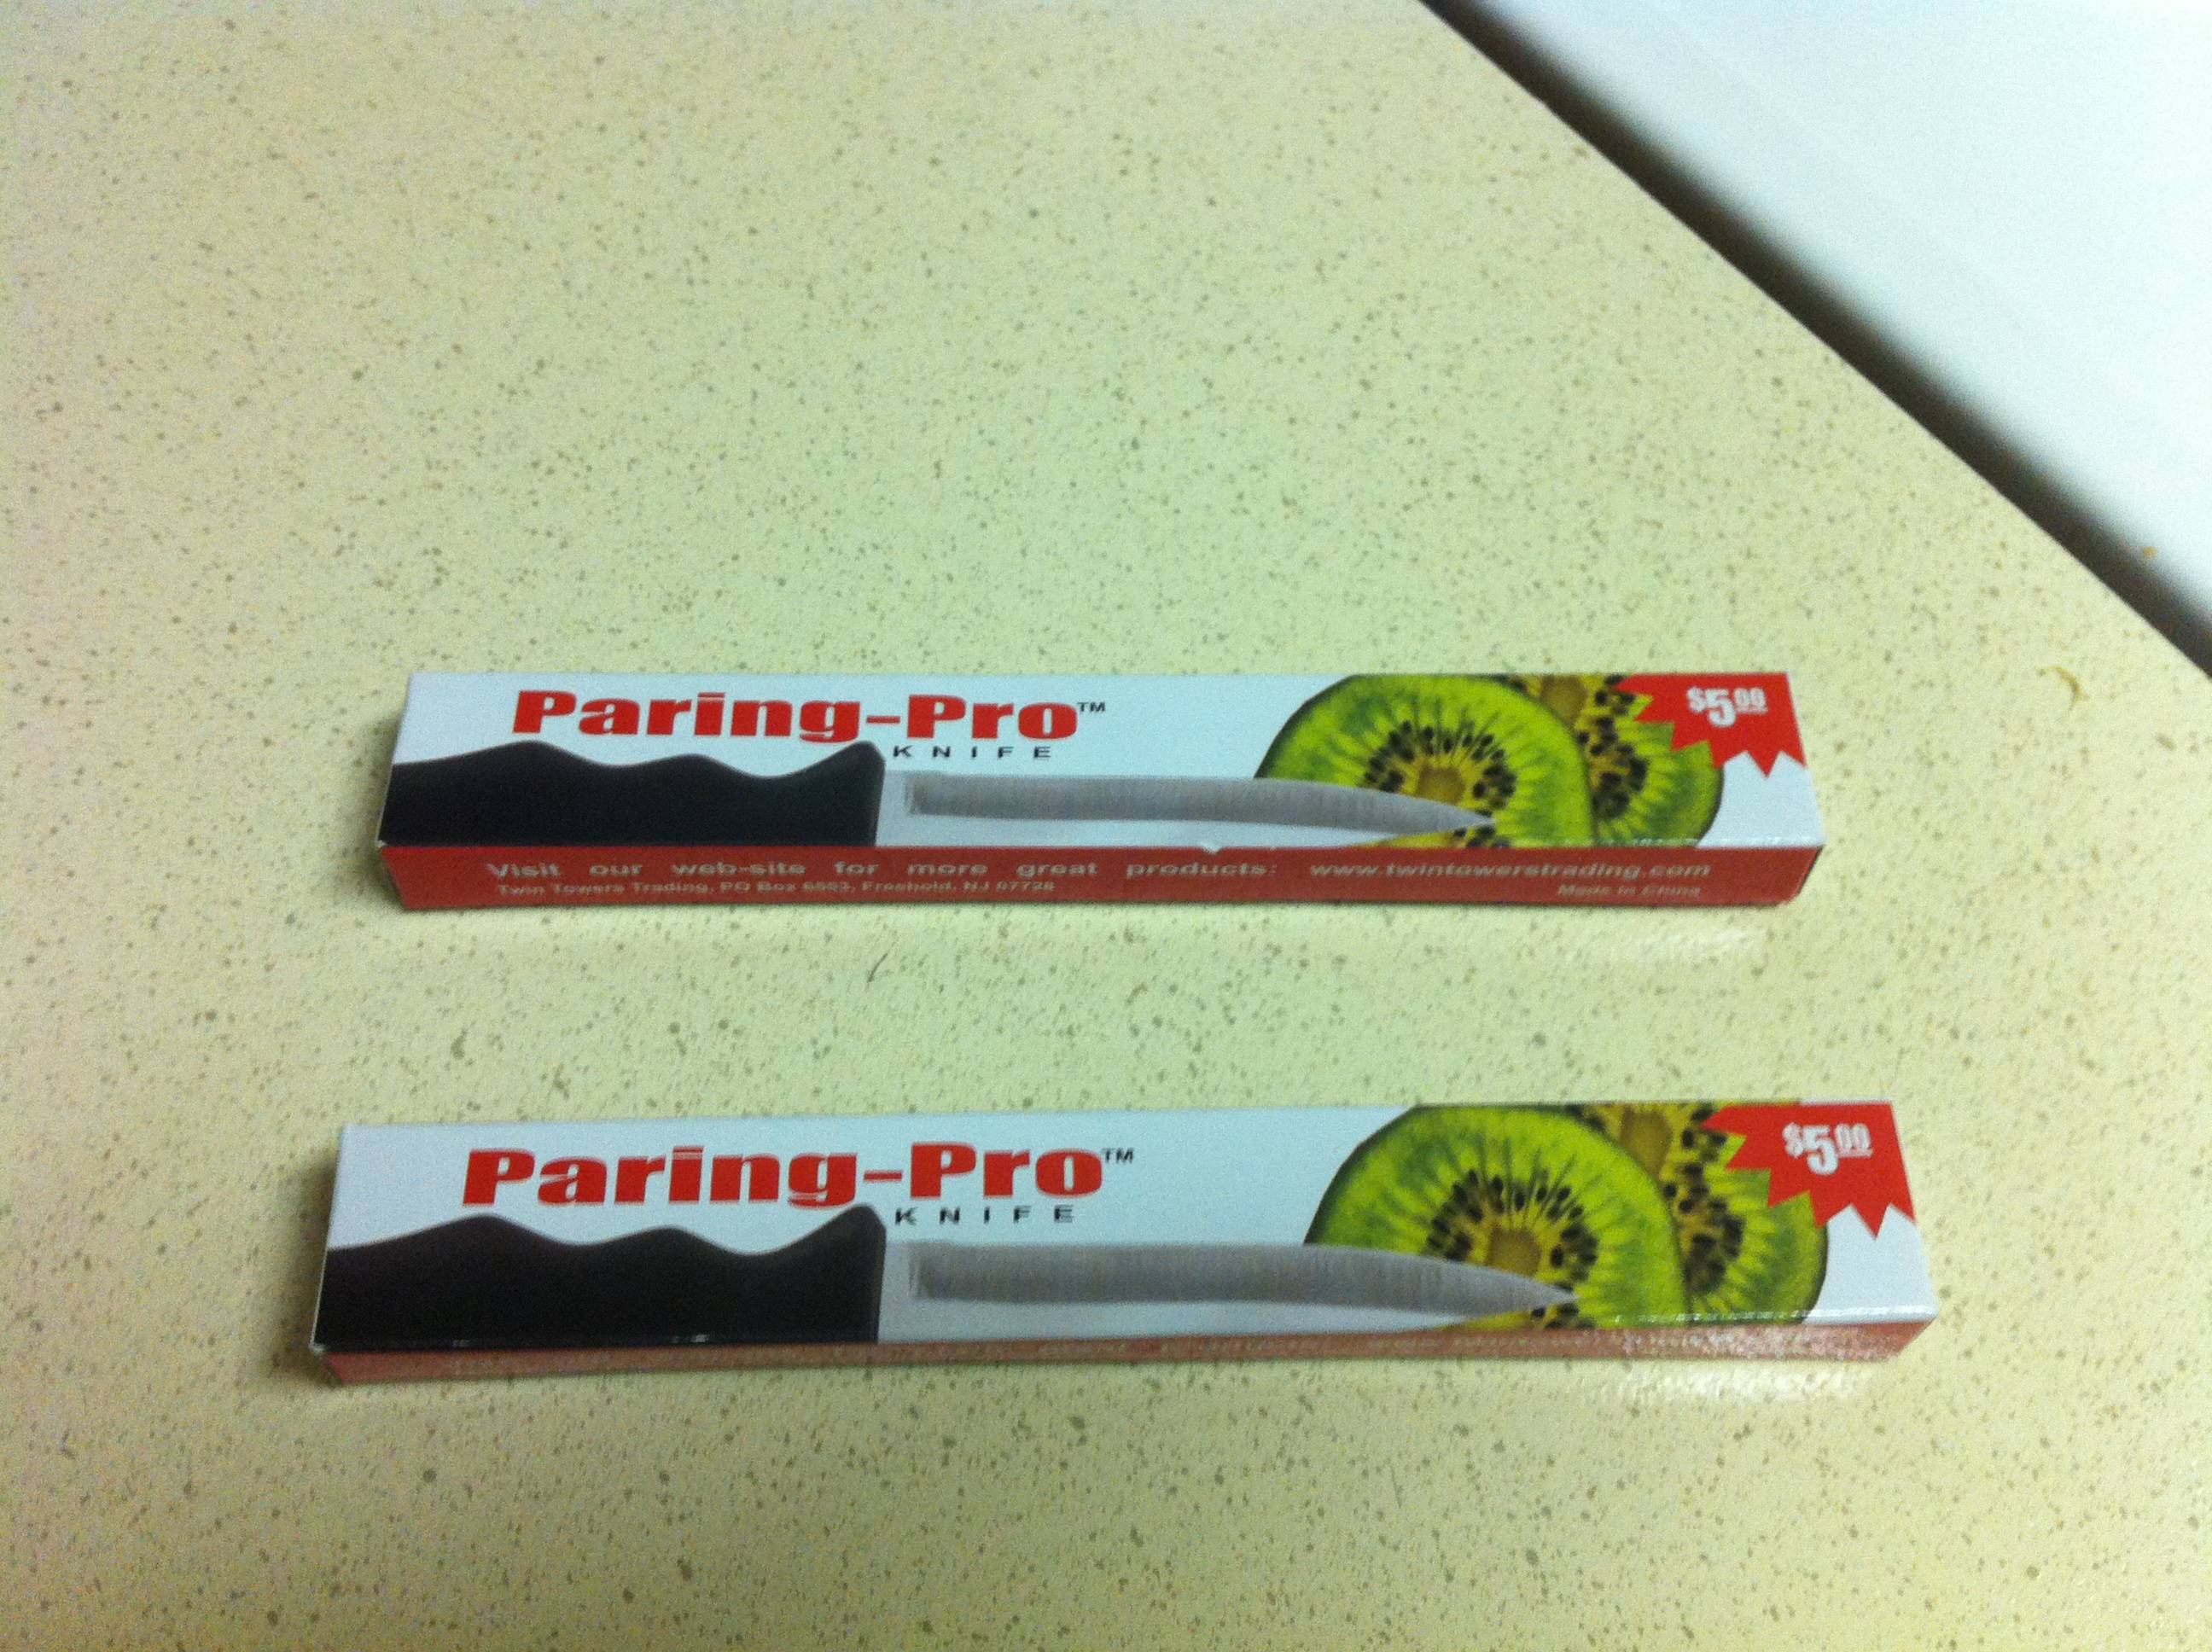 Paring-Pro™
KNIFE
$5.00
Visit our web-site for more great products: www.twintowerstrading.com
Twin Towers Trading, PO Box Freehold, NJ 07728
Made in China
Paring-Pro™
KNIFE
$5.00